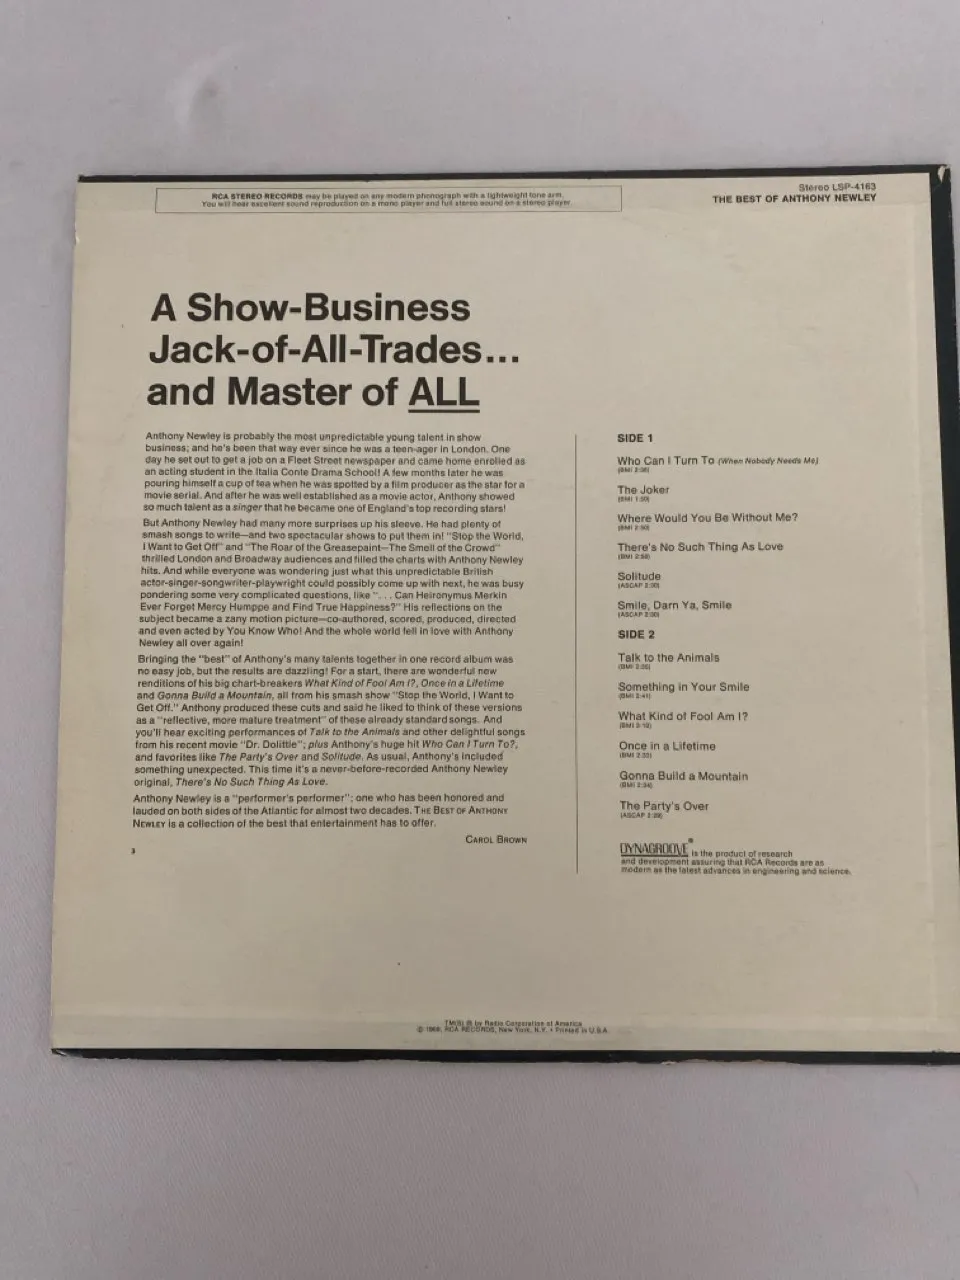 RCA STEREO RECORDS may be played on any modern phonograph with a lightweight tone arm.
You will hear excellent sound reproduction on a mono player and full stereo sound on a stereo player.
Stereo LSP-4163
THE BEST OF ANTHONY NEWLEY
A Show-Business
Jack-of-All-Trades...
and Master of ALL
Anthony Newley is probably the most unpredictable young talent in show
business; and he's been that way ever since he was a teen-ager in London. One
day he set out to get a job on a Fleet Street newspaper and came home enrolled as
an acting student in the Italia Conte Drama School! A few months later he was
pouring himself a cup of tea when he was spotted by a film producer as the star for a
movie serial. And after he was well established as a movie actor, Anthony showed
so much talent as a singer that he became one of England's top recording stars!
But Anthony Newley had many more surprises up his sleeve. He had plenty of
smash songs to write—and two spectacular shows to put them in! "Stop the World,
I Want to Get Off" and "The Roar of the Greasepaint—The Smell of the Crowd"
thrilled London and Broadway audiences and filled the charts with Anthony Newley
hits. And while everyone was wondering just what this unpredictable British
actor-singer-songwriter-playwright could possibly come up with next, he was busy
pondering some very complicated questions, like ". . . Can Heironymus Merkin
Ever Forget Mercy Humppe and Find True Happiness?" His reflections on the
subject became a zany motion picture—co-authored, scored, produced, directed
and even acted by You Know Who! And the whole world fell in love with Anthony
Newley all over again!
Bringing the "best" of Anthony's many talents together in one record album was
no easy job, but the results are dazzling! For a start, there are wonderful new
renditions of his big chart-breakers What Kind of Fool Am I?, Once in a Lifetime
and Gonna Build a Mountain, all from his smash show "Stop the World, I Want to
Get Off." Anthony produced these cuts and said he liked to think of these versions
as a "reflective, more mature treatment" of these already standard songs. And
you'll hear exciting performances of Talk to the Animals and other delightful songs
from his recent movie "Dr. Dolittle"; plus Anthony's huge hit Who Can I Turn To?,
and favorites like The Party's Over and Solitude. As usual, Anthony's included
something unexpected. This time it's a never-before-recorded Anthony Newley
original, There's No Such Thing As Love.
Anthony Newley is a "performer's performer"; one who has been honored and
lauded on both sides of the Atlantic for almost two decades. THE BEST OF ANTHONY
NEWLEY is a collection of the best that entertainment has to offer.
CAROL BROWN
3
SIDE 1
Who Can I Turn To (When Nobody Needs Me)
(BMI
The Joker
(BMI
Where Would You Be Without Me?
(BMI
There's No Such Thing As Love
(BMI
Solitude
(ASCAP
Smile, Darn Ya, Smile
(ASCAP
SIDE 2
Talk to the Animals
(BMI
Something in Your Smile
(BMI 2:41)
What Kind of Fool Am I?
(BMI
Once in a Lifetime
(BMI
Gonna Build a Mountain
(BMI
The Party's Over
(ASCAP
DYNAGROOVE® is the product of research
and development assuring that RCA Records are as
modern as the latest advances in engineering and science.
TM(S) ® by Radio Corporation of America
© RCA RECORDS, New York, N.Y. • Printed in U.S.A.